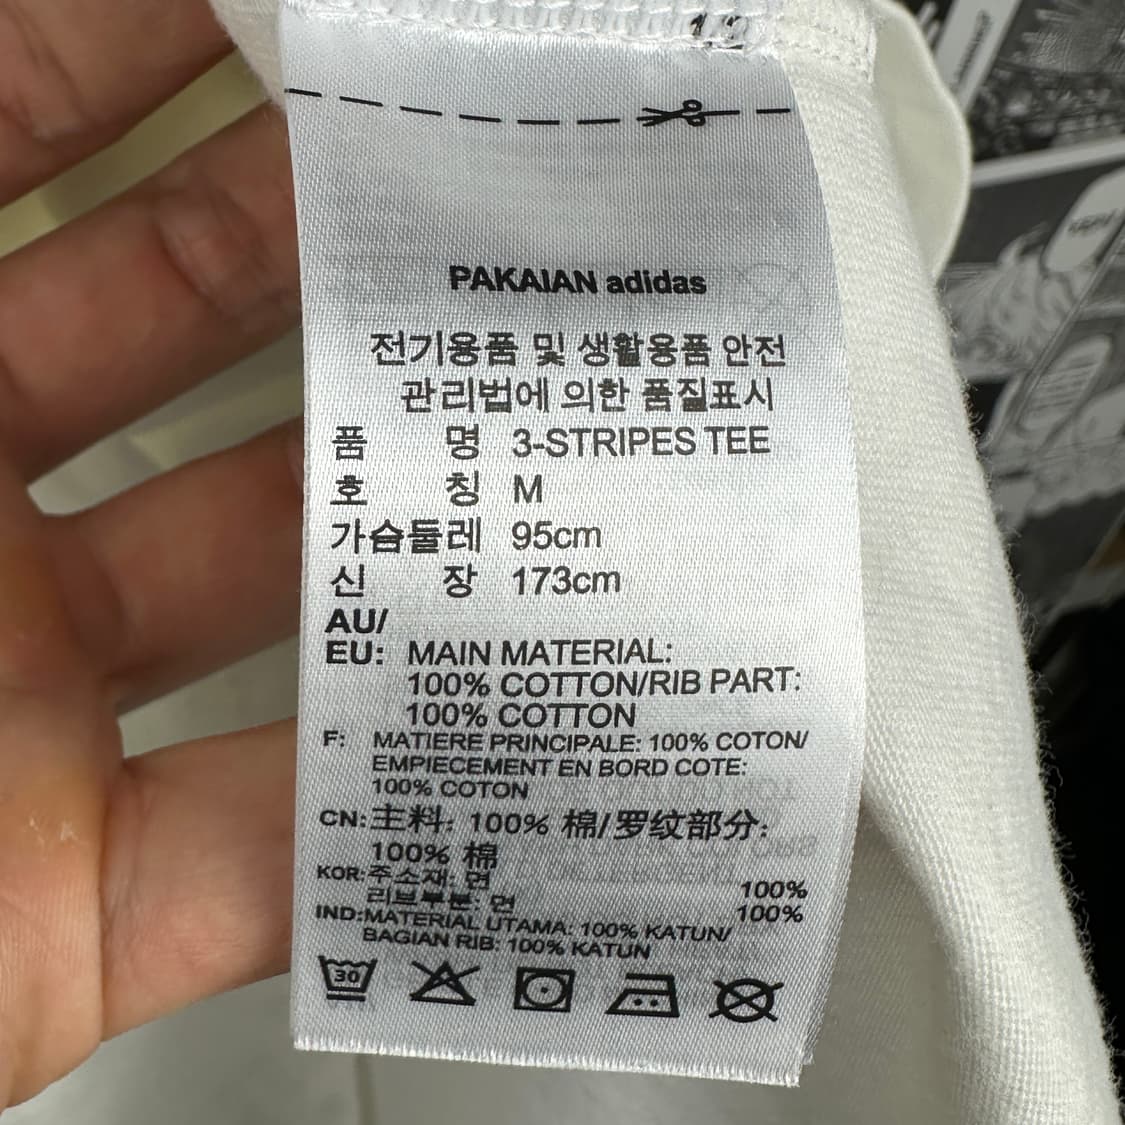 PAKAIAN adidas
전기용품 및 생활용품 안전
관리법에 의한 품질표시
품 명 3-STRIPES TEE
호 칭 M
가슴둘레 95cm
신 장 173cm
AU/
EU: MAIN MATERIAL:
100% COTTON/RIB PART:
100% COTTON
F: MATIERE PRINCIPALE: 100% COTON/
EMPIECEMENT EN BORD COTE:
100% COTON
CN: 主料: 100% 棉/罗纹部分:
100% 棉
KOR: 주소재: 면 100%
리브부분: 면 100%
IND: MATERIAL UTAMA: 100% KATUN/
BAGIAN RIB: 100% KATUN
30